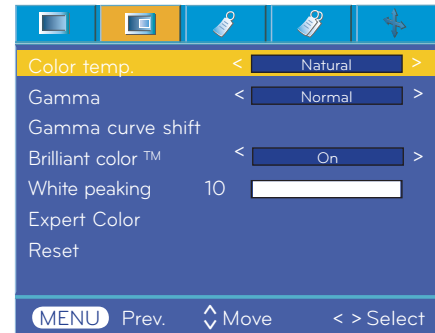 Color temp. < Natural >
Gamma < Normal >
Gamma curve shift
Brilliant color ™ < On >
White peaking 10
Expert Color
Reset
MENU Prev. Move < > Select